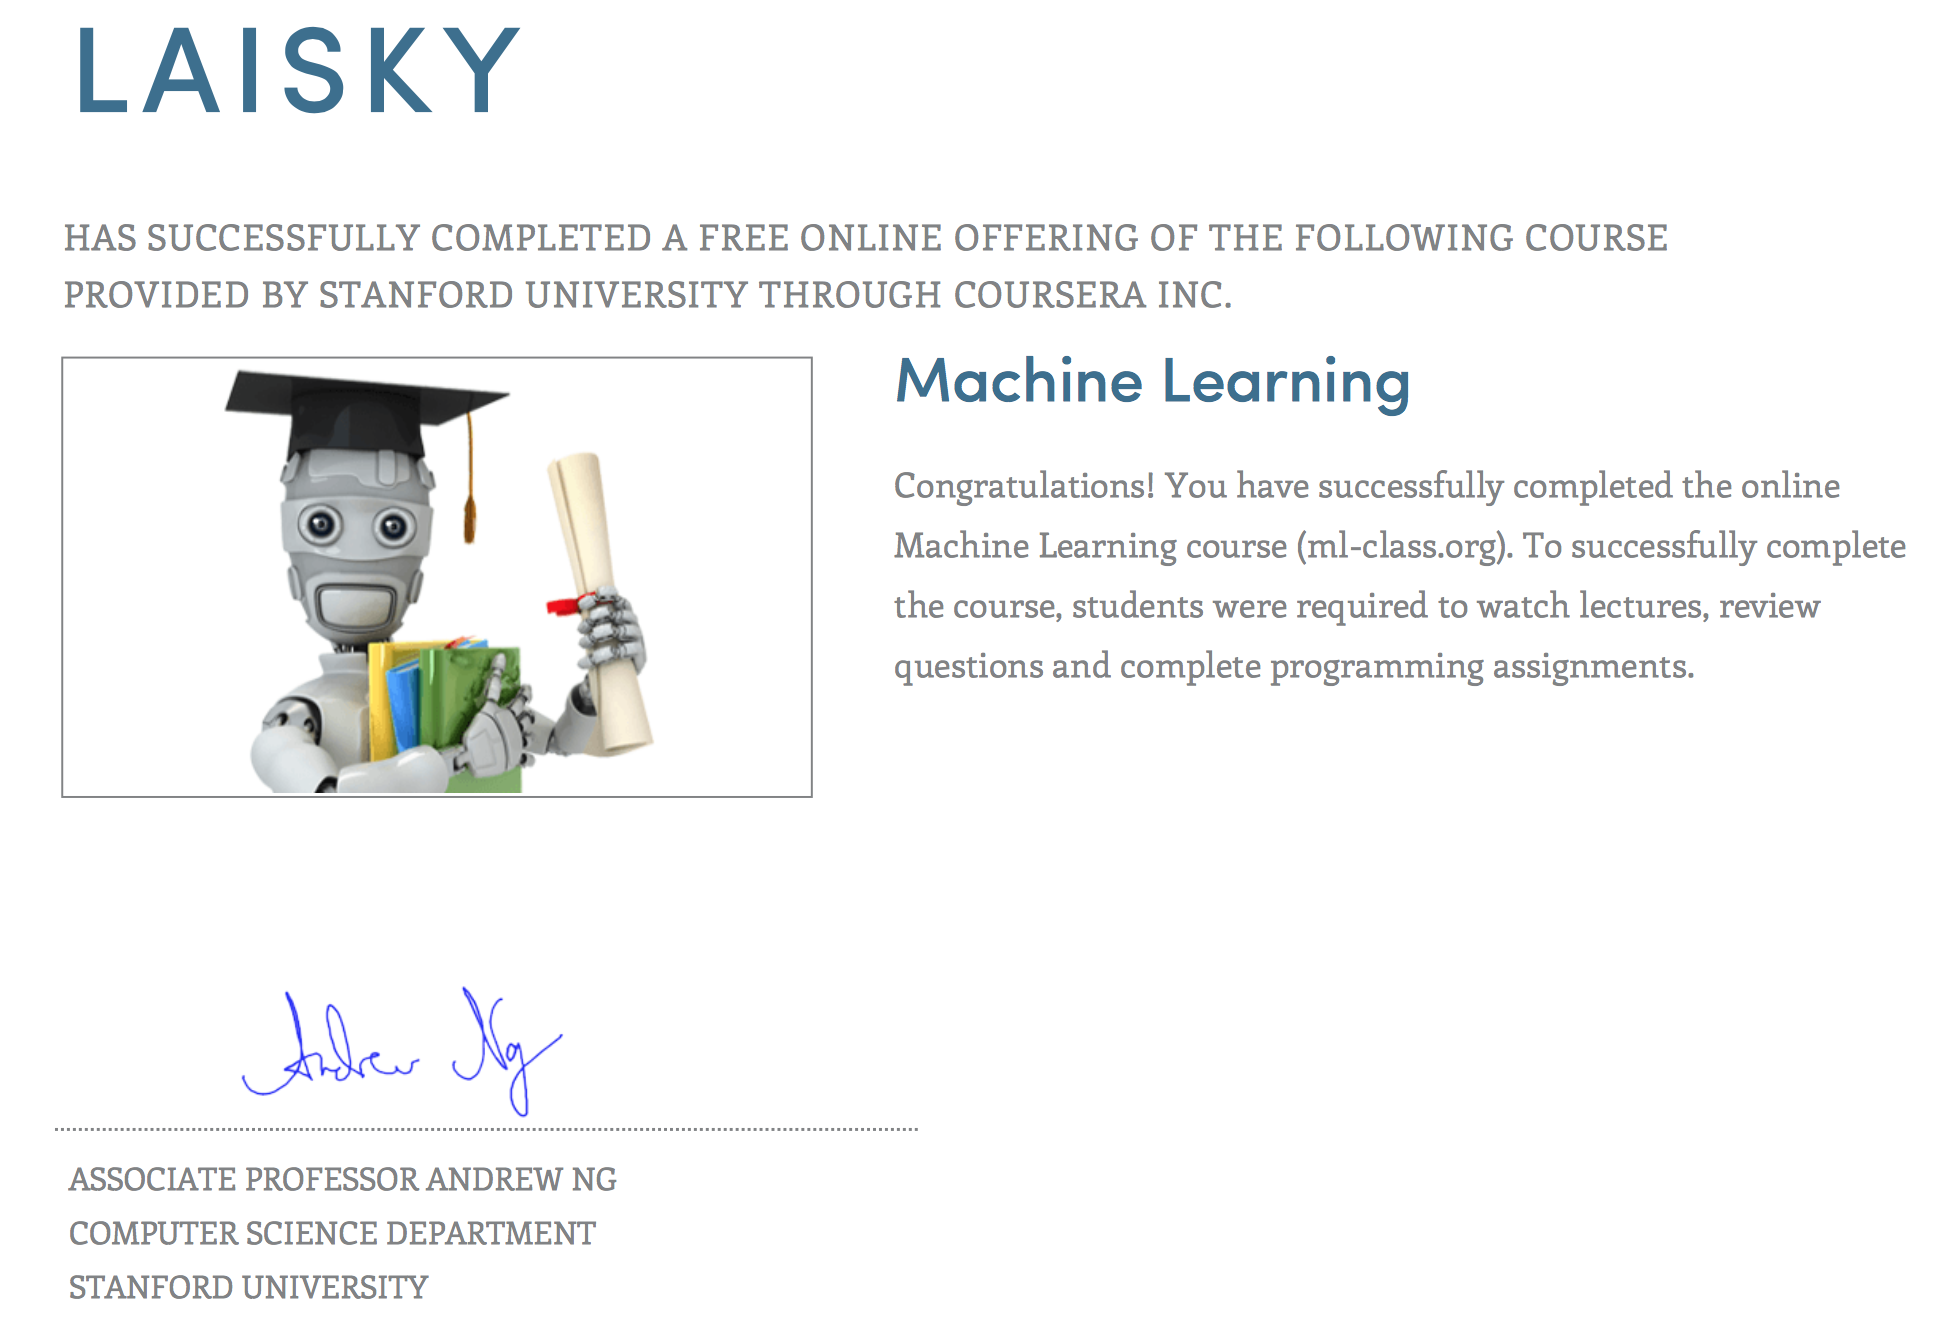 LAISKY
HAS SUCCESSFULLY COMPLETED A FREE ONLINE OFFERING OF THE FOLLOWING COURSE
PROVIDED BY STANFORD UNIVERSITY THROUGH COURSERA INC.
Machine Learning
Congratulations! You have successfully completed the online
Machine Learning course (ml-class.org). To successfully complete
the course, students were required to watch lectures, review
questions and complete programming assignments.
Andrew Ng
ASSOCIATE PROFESSOR ANDREW NG
COMPUTER SCIENCE DEPARTMENT
STANFORD UNIVERSITY